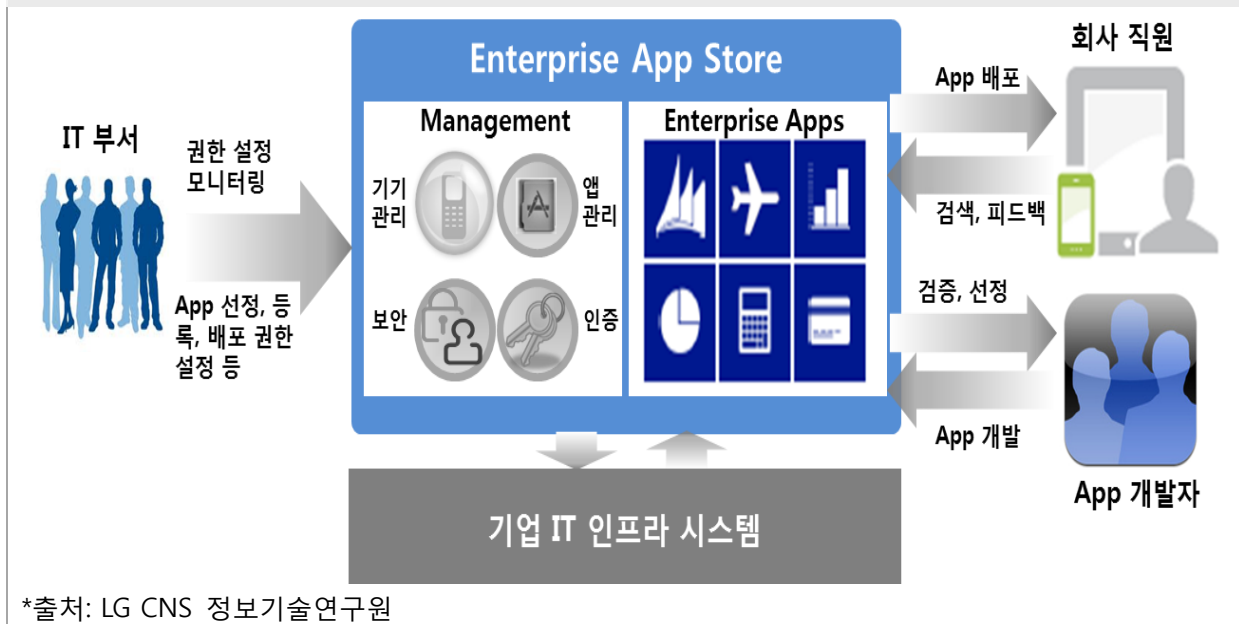 Enterprise App Store
회사 직원
IT 부서
권한 설정
모니터링
App 선정, 등
록, 배포 권한
설정 등
Management
기기
관리
앱
관리
보안
인증
Enterprise Apps
App 배포
검색, 피드백
검증, 선정
App 개발
App 개발자
기업 IT 인프라 시스템
*출처: LG CNS 정보기술연구원